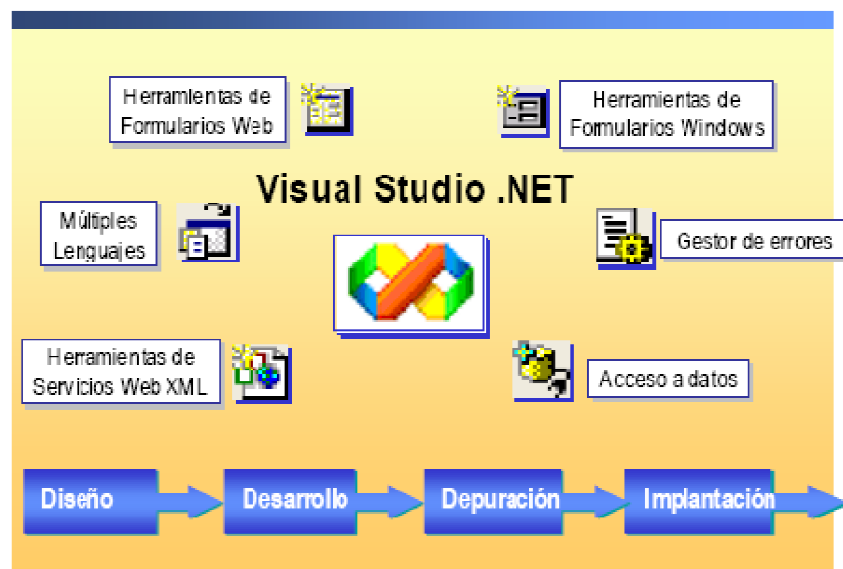 Herramientas de
Formularios Web
Herramientas de
Formularios Windows
Visual Studio .NET
Múltiples
Lenguajes
Gestor de errores
Herramientas de
Servicios Web XML
Acceso a datos
Diseño
Desarrollo
Depuración
Implantación